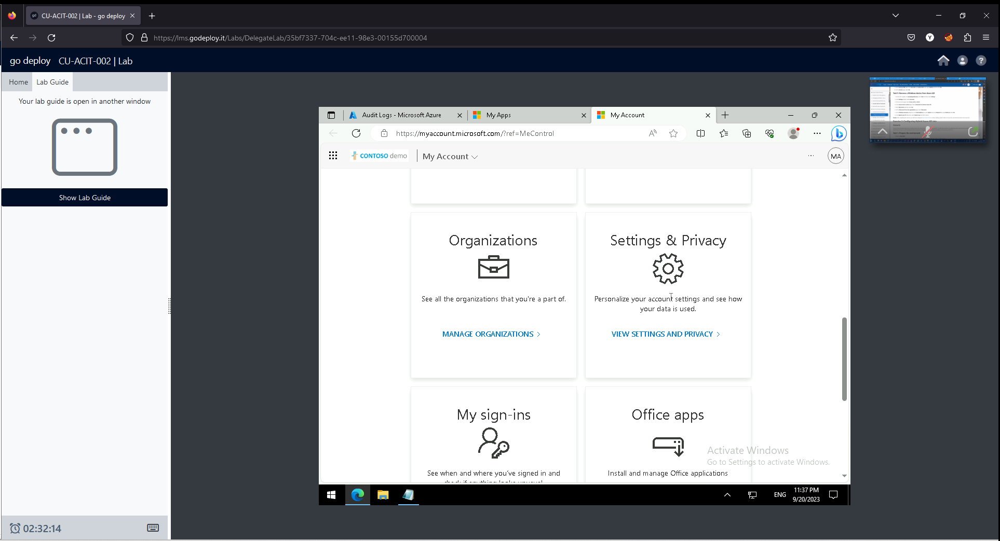 CU-ACIT-002 | Lab - go deploy
https://lms.godeploy.it/Labs/DelegateLab/35bf7337-704c-ee11-98e3-00155d700004
Y
go deploy CU-ACIT-002 | Lab
Home Lab Guide
Your lab guide is open in another window
Show Lab Guide
02:32:14
Audit Logs - Microsoft Azure
My Apps
My Account
https://myaccount.microsoft.com/?ref=MeControl
CONTOSO demo
My Account
MA
Organizations
See all the organizations that you're a part of.
MANAGE ORGANIZATIONS
Settings & Privacy
Personalize your account settings and see how
your data is used.
VIEW SETTINGS AND PRIVACY
My sign-ins
See when and where you've signed in and
Office apps
Install and manage Office applications
Activate Windows
Go to Settings to activate Windows.
ENG
11:37 PM
9/20/2023